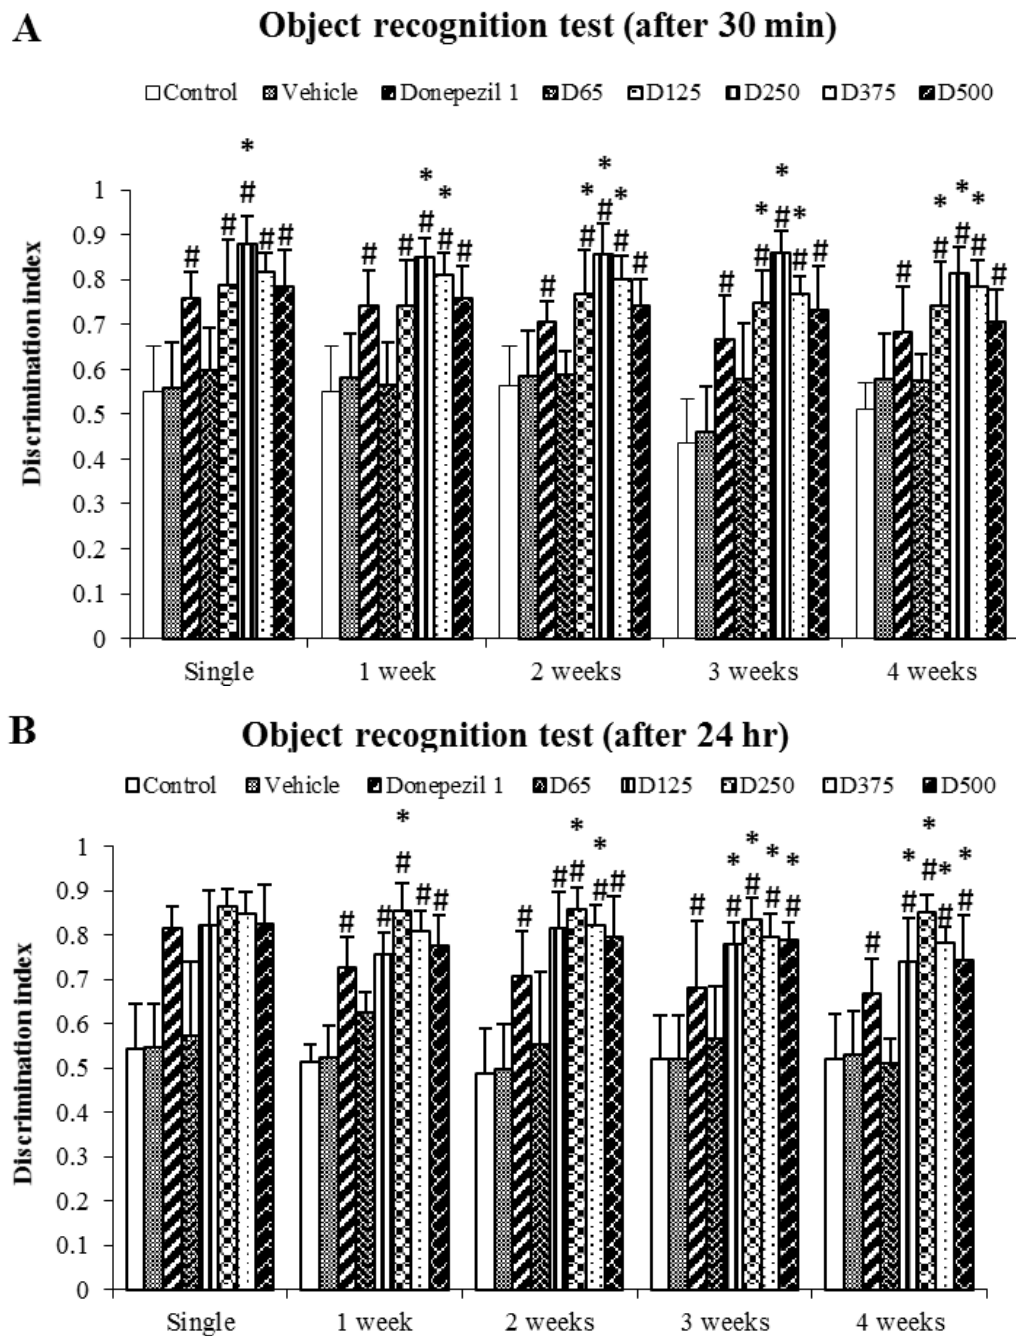 A
Object recognition test (after 30 min)
Control Vehicle Donepezil 1 D65 D125 D250 D375 D500
Discrimination index
1
0.9
0.8
0.7
0.6
0.5
0.4
0.3
0.2
0.1
0
* # # * # # #
# # * # * # #
# * # * # * # #
# * # * # * # #
# * # * # * # #
Single 1 week 2 weeks 3 weeks 4 weeks
B
Object recognition test (after 24 hr)
Control Vehicle Donepezil 1 D65 D125 D250 D375 D500
Discrimination index
1
0.9
0.8
0.7
0.6
0.5
0.4
0.3
0.2
0.1
0
# # * # # #
# # * # * # #
# * # * # * # * #
# * # * # * # * #
Single 1 week 2 weeks 3 weeks 4 weeks